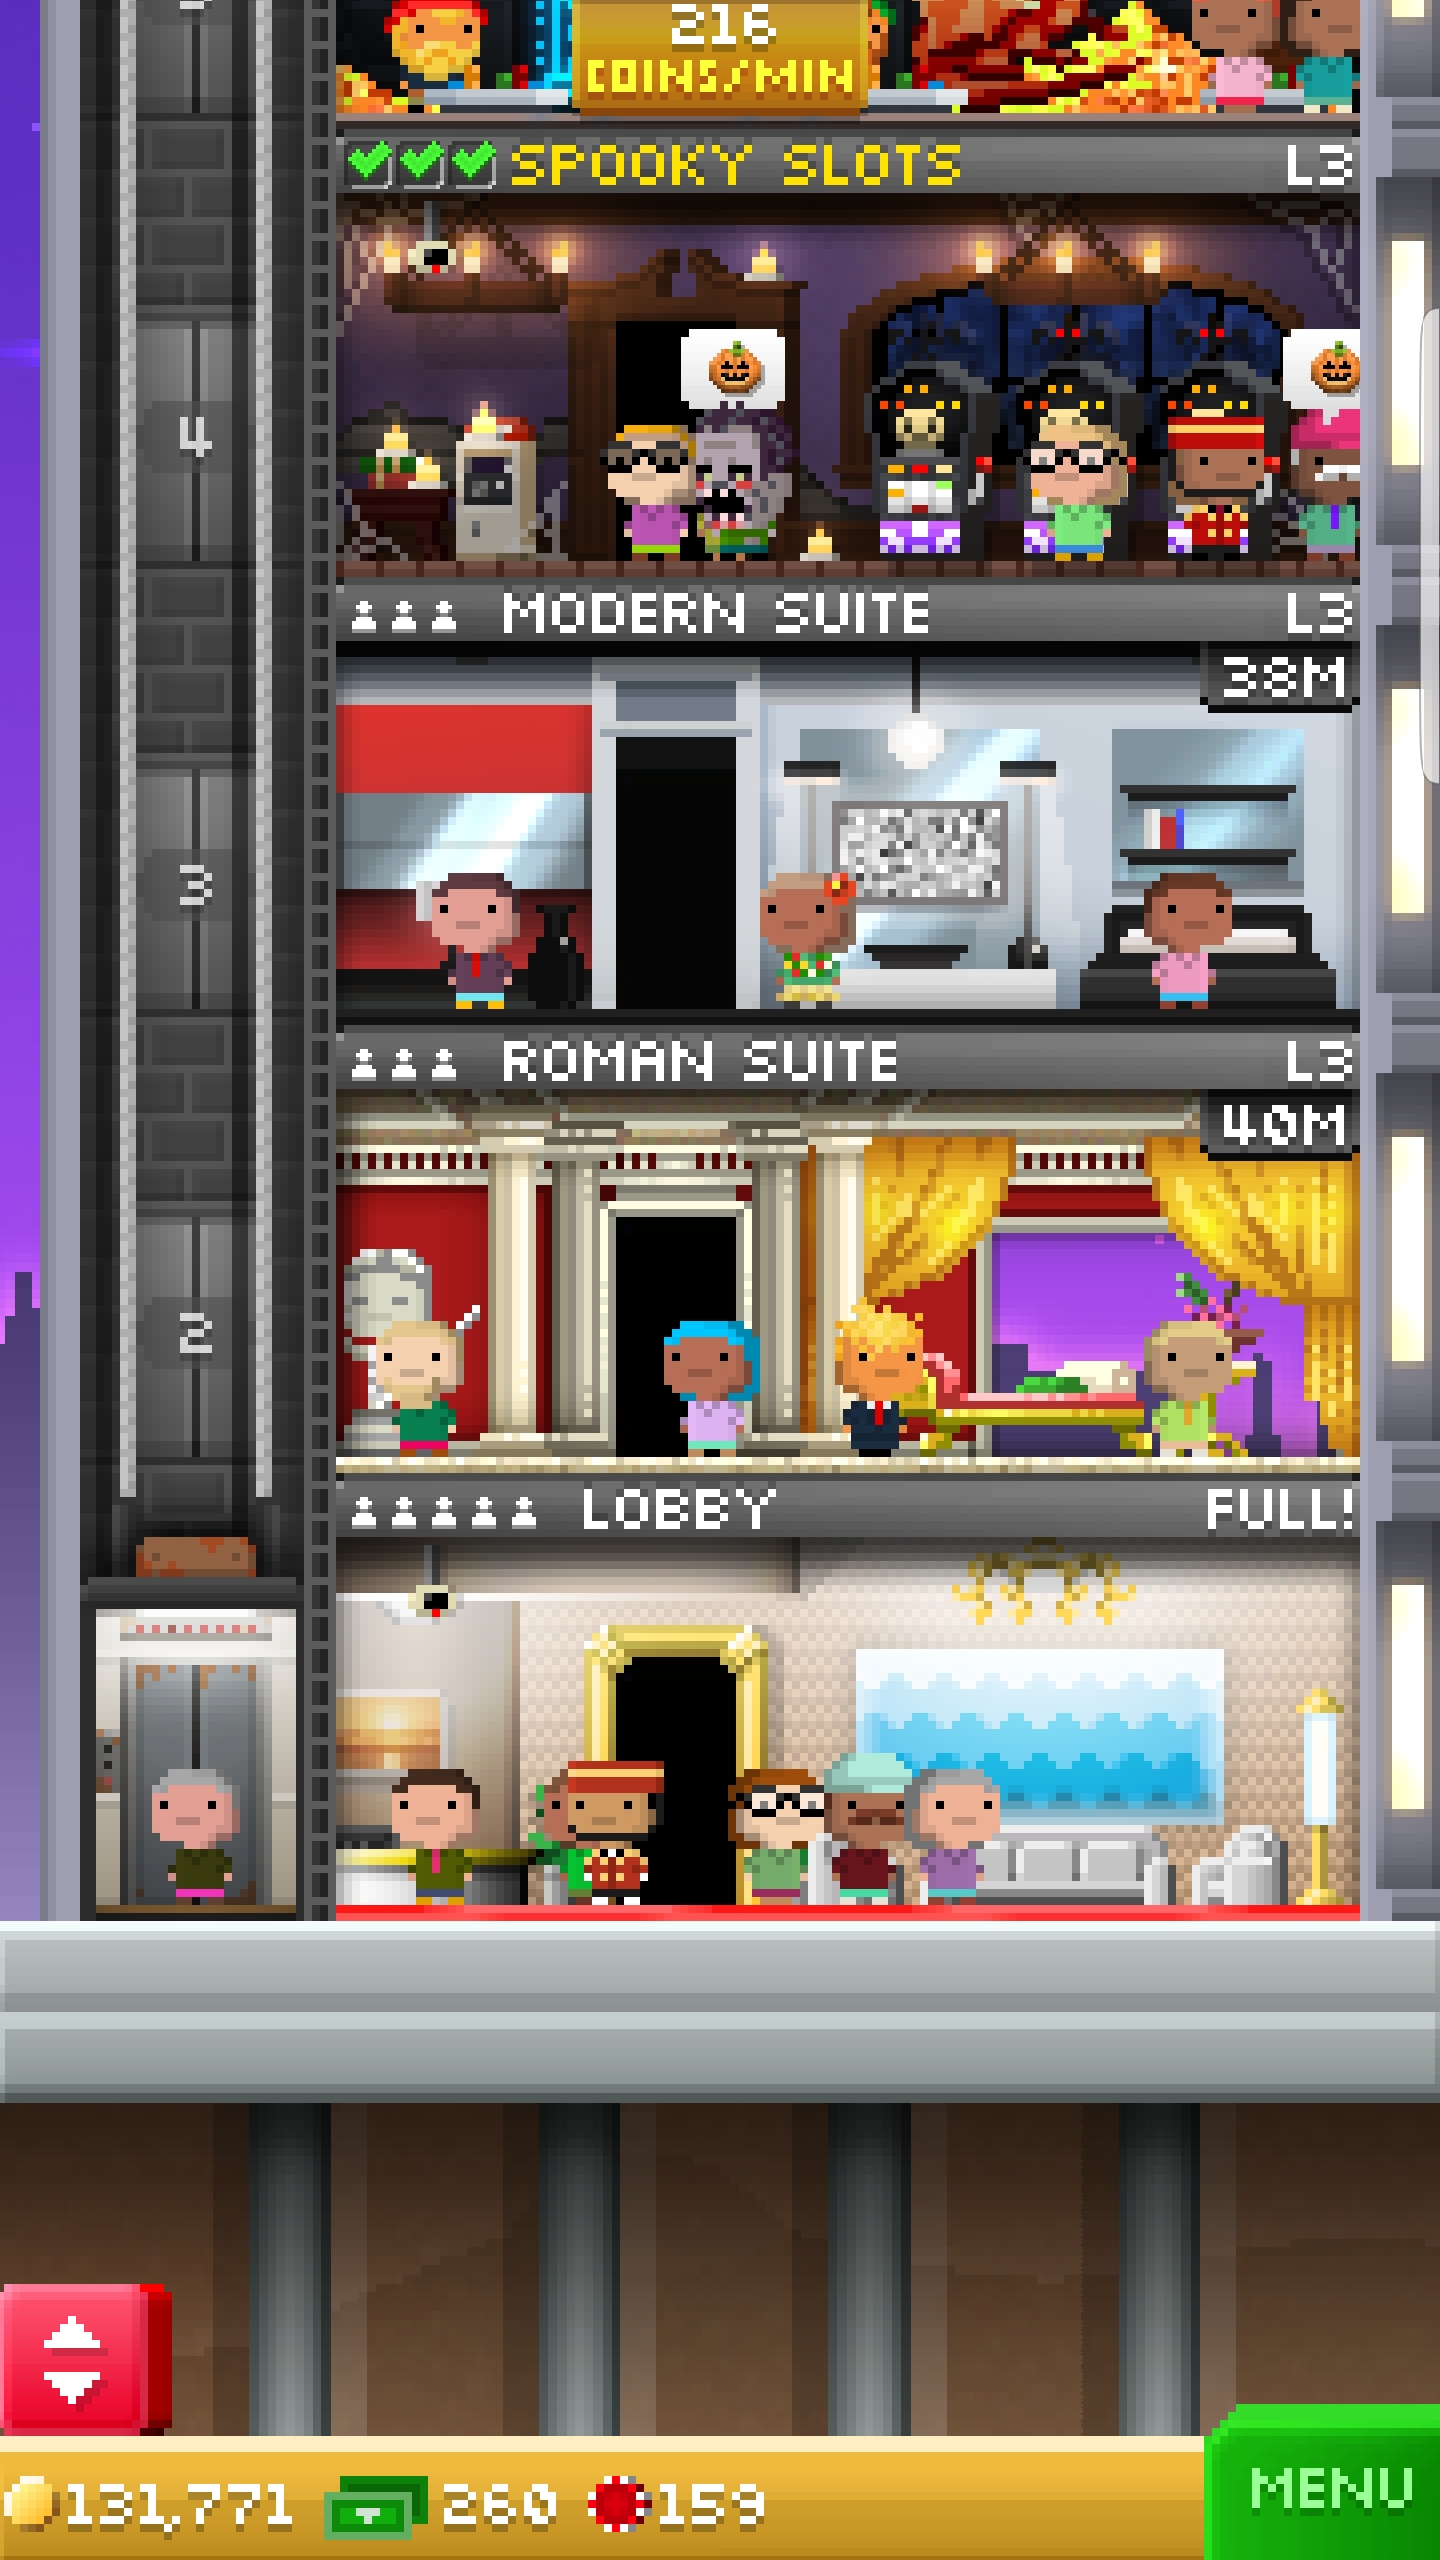 216
COINS/MIN
SPOOKY SLOTS L3
4
MODERN SUITE L3
38M
3
ROMAN SUITE L3
40M
2
LOBBY FULL!
131,771 260 159
MENU